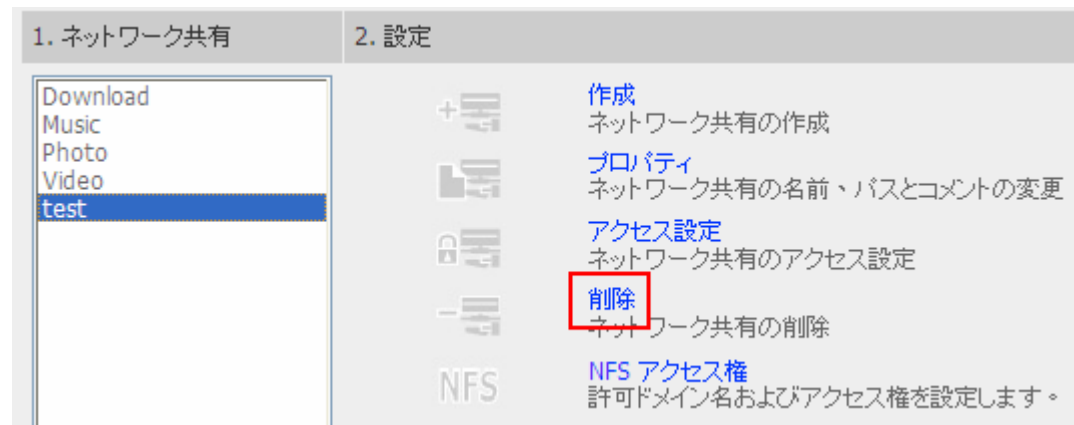 1. ネットワーク共有
2. 設定
Download
Music
Photo
Video
test
作成
ネットワーク共有の作成
プロパティ
ネットワーク共有の名前、パスとコメントの変更
アクセス設定
ネットワーク共有のアクセス設定
削除
ネットワーク共有の削除
NFS
NFS アクセス権
許可ドメイン名およびアクセス権を設定します。